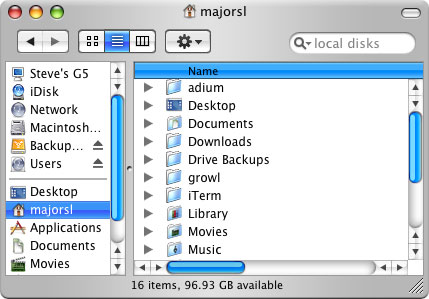 majorsl
local disks
Steve's G5
iDisk
Network
Macintosh...
Backup...
Users
Desktop
majorsl
Applications
Documents
Movies
Name
adium
Desktop
Documents
Downloads
Drive Backups
growl
iTerm
Library
Movies
Music
16 items, 96.93 GB available